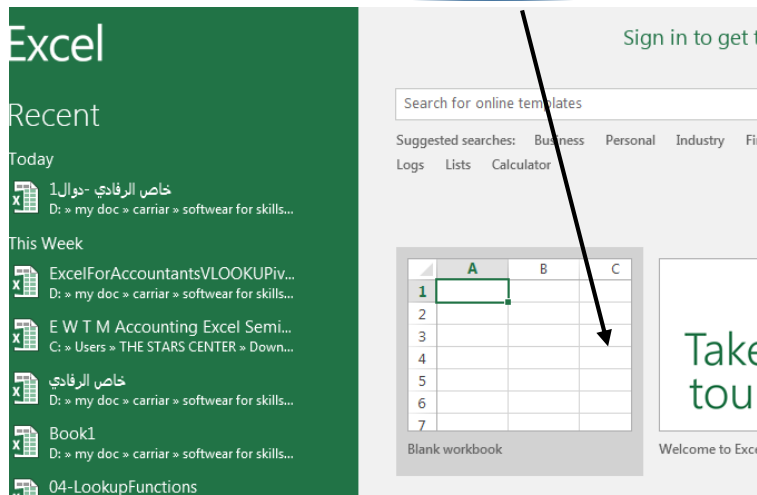 Excel
Recent
Today
خاص الرفادي -دوال1
D: » my doc » carriar » softwear for skills...
This Week
ExcelForAccountantsVLOOKUPiv...
D: » my doc » carriar » softwear for skills...
E W T M Accounting Excel Semi...
C: » Users » THE STARS CENTER » Down...
خاص الرفادي
D: » my doc » carriar » softwear for skills...
Book1
D: » my doc » carriar » softwear for skills...
04-LookupFunctions
Sign in to get t
Search for online templates
Suggested searches: Business Personal Industry Fi
Logs Lists Calculator
A B C
1
2
3
4
5
6
7
Blank workbook
Take
tou
Welcome to Exce